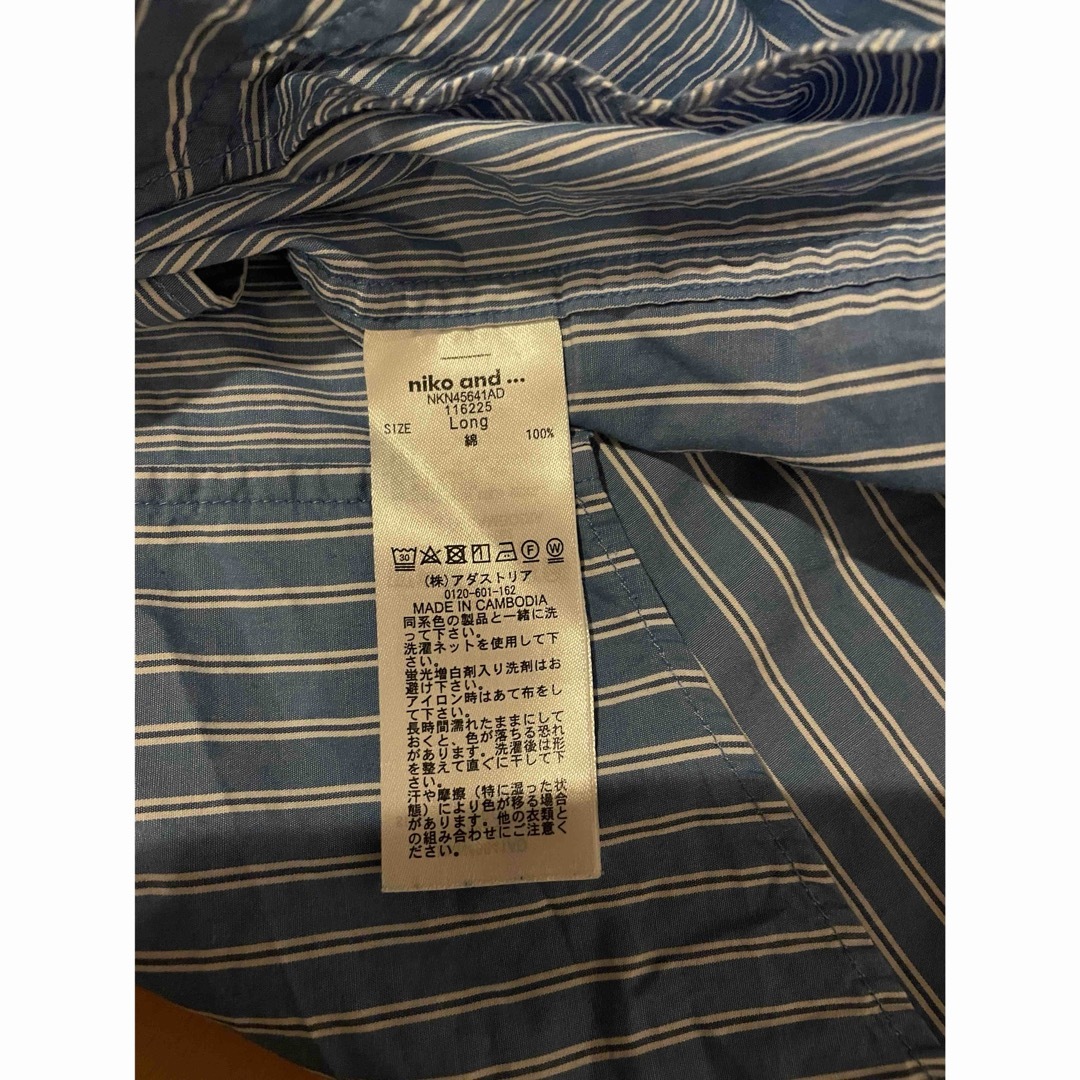 niko and ...
NKN45641AD
116225
SIZE Long
綿 100%
30
(株)アダストリア
0120-601-162
MADE IN CAMBODIA
同系色の製品と一緒に洗
って下さい。
洗濯ネットを使用して下
さい。
蛍光増白剤入り洗剤はお
避け下さい。
アイロン時はあて布をし
て下さい。
長時間濡れたままにして
おくと、色が落ちる恐れ
があります。洗濯後は形
を整えて直ぐに干して下
さい。
汗や摩擦（特に湿った状
態）により色が移る場合
があります。他の衣類と
の組み合わせにご注意く
ださい。